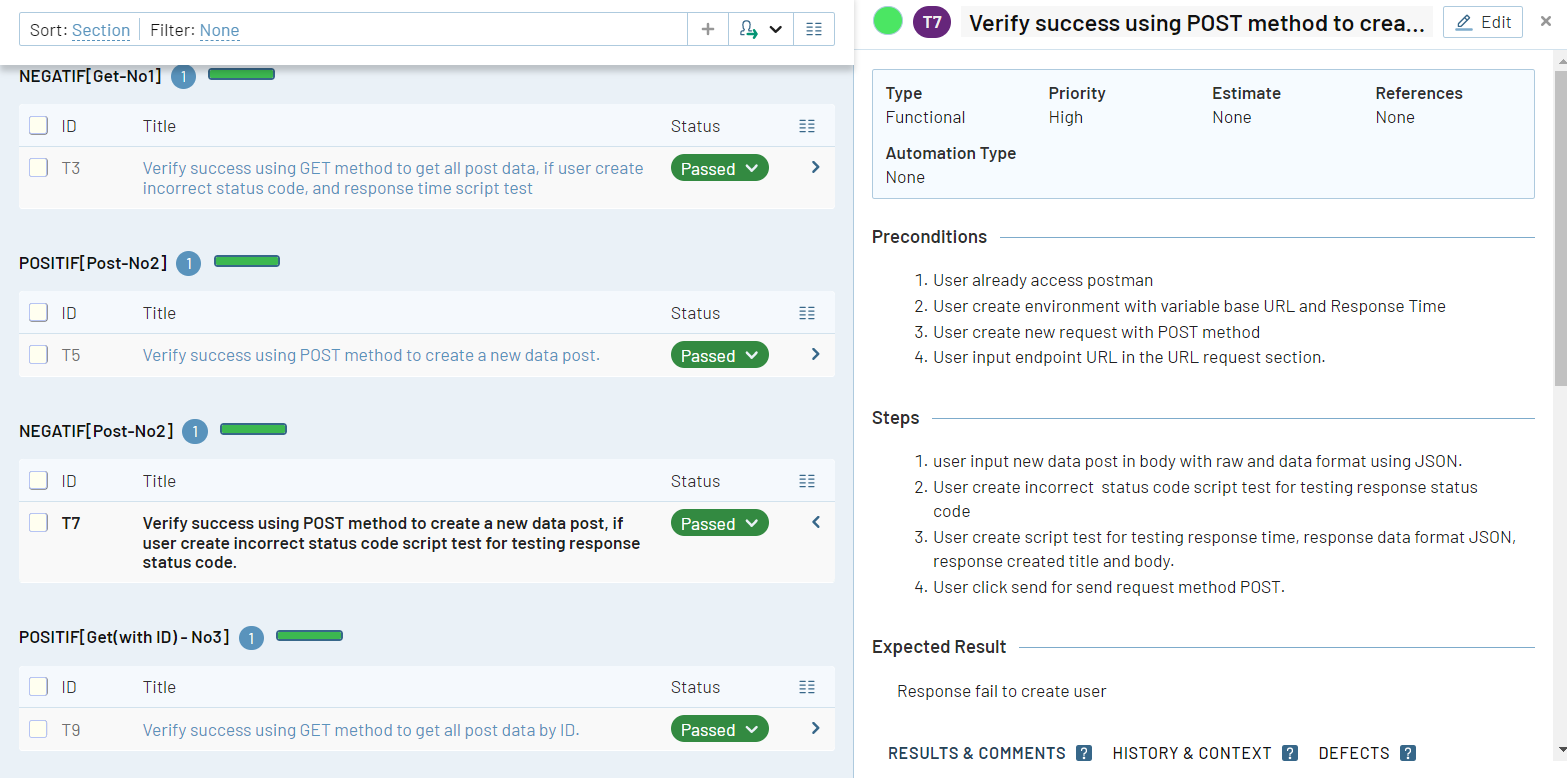 Sort: Section Filter: None
NEGATIF[Get-No1] 1
ID Title Status
T3 Verify success using GET method to get all post data, if user create Passed
incorrect status code, and response time script test
POSITIF[Post-No2] 1
ID Title Status
T5 Verify success using POST method to create a new data post. Passed
NEGATIF[Post-No2] 1
ID Title Status
T7 Verify success using POST method to create a new data post, if Passed
user create incorrect status code script test for testing response
status code.
POSITIF[Get(with ID) - No3] 1
ID Title Status
T9 Verify success using GET method to get all post data by ID. Passed
T7 Verify success using POST method to crea... Edit
Type Priority Estimate References
Functional High None None
Automation Type
None
Preconditions
1. User already access postman
2. User create environment with variable base URL and Response Time
3. User create new request with POST method
4. User input endpoint URL in the URL request section.
Steps
1. user input new data post in body with raw and data format using JSON.
2. User create incorrect  status code script test for testing response status
code
3. User create script test for testing response time, response data format JSON,
response created title and body.
4. User click send for send request method POST.
Expected Result
Response fail to create user
RESULTS & COMMENTS ? HISTORY & CONTEXT ? DEFECTS ?